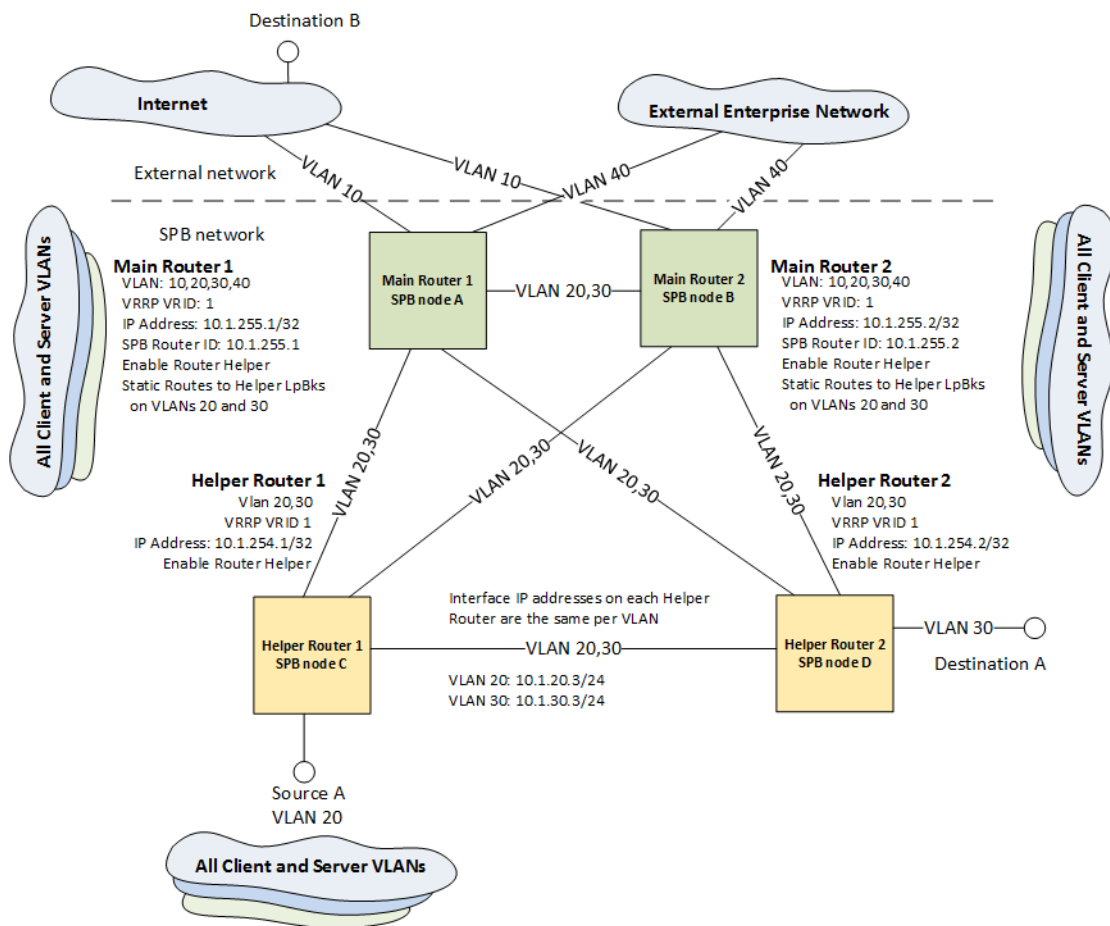 Destination B
Internet
External Enterprise Network
External network
VLAN 10
VLAN 10
VLAN 40
VLAN 40
SPB network
All Client and Server VLANs
Main Router 1
VLAN: 10,20,30,40
VRRP VRID: 1
IP Address: 10.1.255.1/32
SPB Router ID: 10.1.255.1
Enable Router Helper
Static Routes to Helper LpBks
on VLANs 20 and 30
Main Router 1
SPB node A
VLAN 20,30
Main Router 2
SPB node B
Main Router 2
VLAN: 10,20,30,40
VRRP VRID: 1
IP Address: 10.1.255.2/32
SPB Router ID: 10.1.255.2
Enable Router Helper
Static Routes to Helper LpBks
on VLANs 20 and 30
All Client and Server VLANs
VLAN 20,30
VLAN 20,30
VLAN 20,30
VLAN 20,30
Helper Router 1
Vlan 20,30
VRRP VRID 1
IP Address: 10.1.254.1/32
Enable Router Helper
Helper Router 2
Vlan 20,30
VRRP VRID 1
IP Address: 10.1.254.2/32
Enable Router Helper
Interface IP addresses on each Helper
Router are the same per VLAN
Helper Router 1
SPB node C
VLAN 20,30
Helper Router 2
SPB node D
VLAN 30
Destination A
VLAN 20: 10.1.20.3/24
VLAN 30: 10.1.30.3/24
Source A
VLAN 20
All Client and Server VLANs